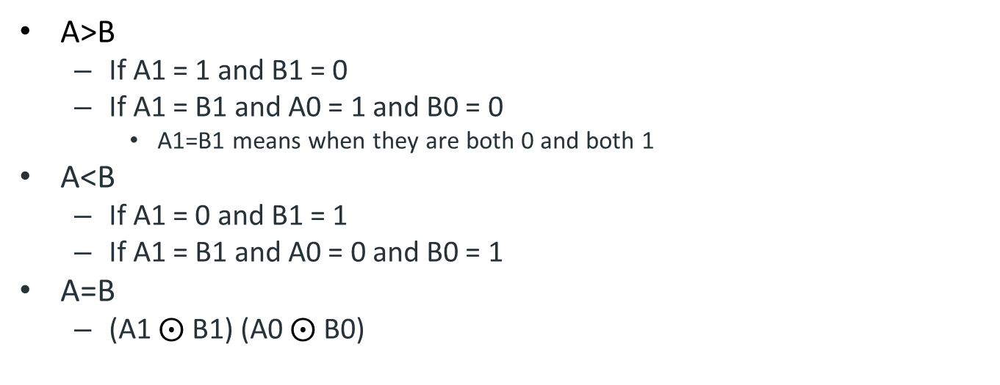 • A>B
– If A1 = 1 and B1 = 0
– If A1 = B1 and A0 = 1 and B0 = 0
• A1=B1 means when they are both 0 and both 1
• A<B
– If A1 = 0 and B1 = 1
– If A1 = B1 and A0 = 0 and B0 = 1
• A=B
– (A1 ⊙ B1) (A0 ⊙ B0)